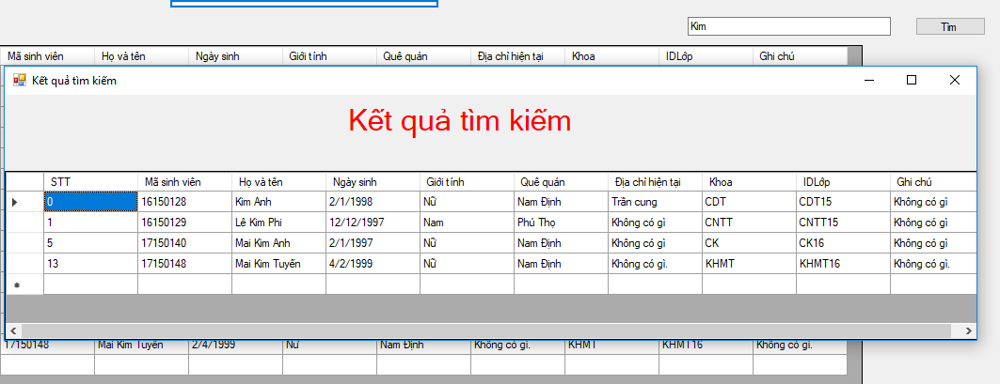 Kim Tìm
Mã sinh viên Họ và tên Ngày sinh Giới tính Quê quán Địa chỉ hiện tại Khoa IDLớp Ghi chú
Kết quả tìm kiếm
Kết quả tìm kiếm
STT Mã sinh viên Họ và tên Ngày sinh Giới tính Quê quán Địa chỉ hiện tại Khoa IDLớp Ghi chú
0 16150128 Kim Anh 2/1/1998 Nữ Nam Định Trần cung CDT CDT15 Không có gì
1 16150129 Lê Kim Phi 12/12/1997 Nam Phú Thọ Không có gì CNTT CNTT15 Không có gì
5 17150140 Mai Kim Anh 2/1/1997 Nữ Nam Định Không có gì CK CK16 Không có gì
13 17150148 Mai Kim Tuyến 4/2/1999 Nữ Nam Định Không có gì. KHMT KHMT16 Không có gì.
17150148 Mai Kim Tuyến 2/4/1999 Nữ Nam Định Không có gì. KHMT KHMT16 Không có gì.